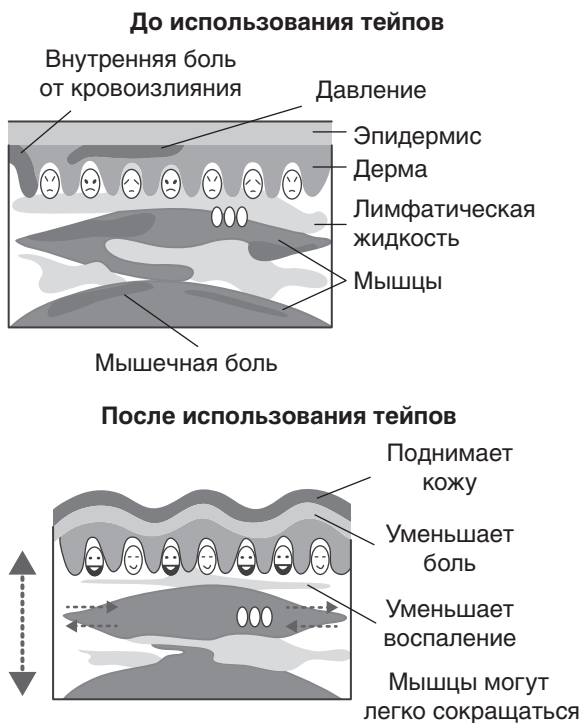 До использования тейпов
Внутренняя боль
от кровоизлияния
Давление
Эпидермис
Дерма
Лимфатическая
жидкость
Мышцы
Мышечная боль
После использования тейпов
Поднимает
кожу
Уменьшает
боль
Уменьшает
воспаление
Мышцы могут
легко сокращаться